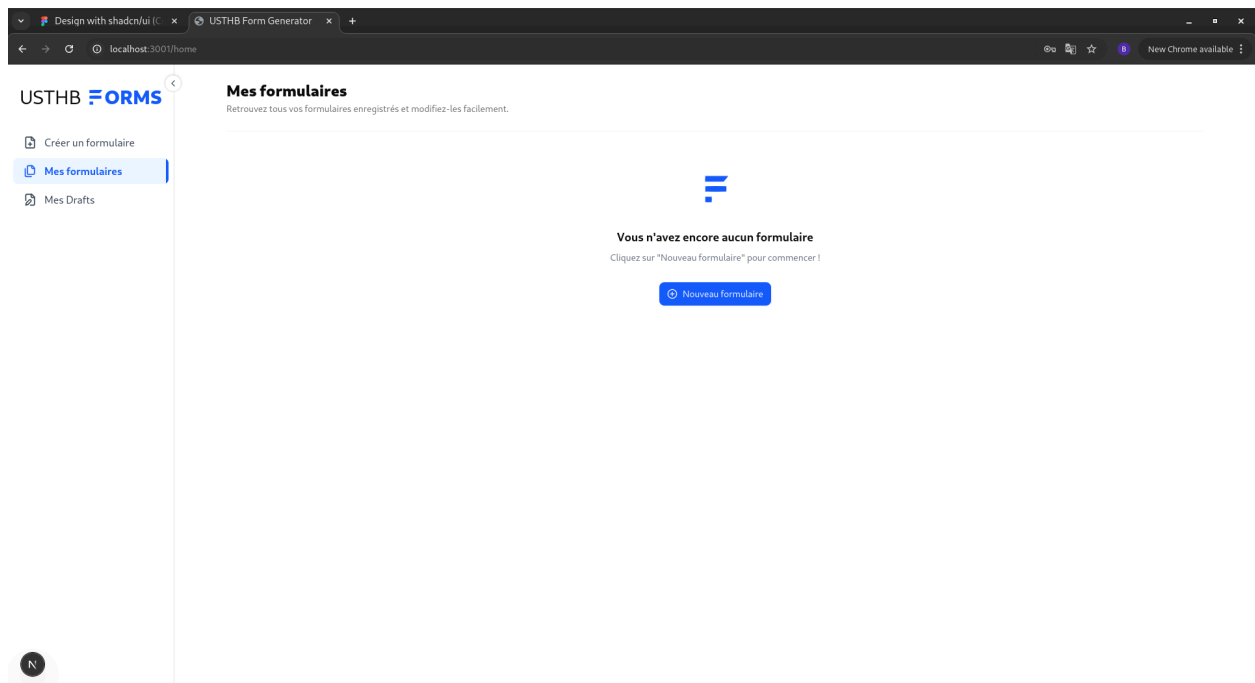 Design with shadcn/ui (C
USTHB Form Generator
localhost:3001/home
B
New Chrome available
USTHB FORMS
Créer un formulaire
Mes formulaires
Mes Drafts
Mes formulaires
Retrouvez tous vos formulaires enregistrés et modifiez-les facilement.
Vous n'avez encore aucun formulaire
Cliquez sur "Nouveau formulaire" pour commencer !
Nouveau formulaire
N